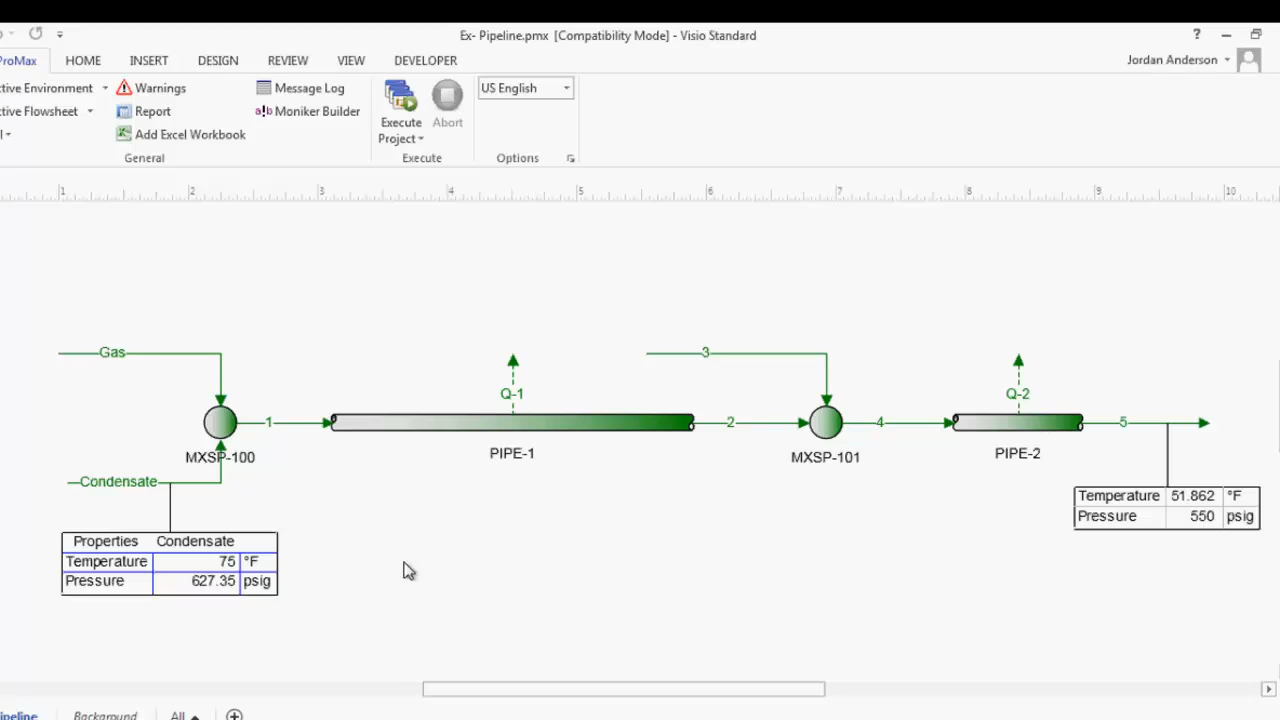 Ex- Pipeline.pmx [Compatibility Mode] - Visio Standard
?
ProMax HOME INSERT DESIGN REVIEW VIEW DEVELOPER
Jordan Anderson
ctive Environment Warnings Message Log US English
ctive Flowsheet Report a|b Moniker Builder
Add Excel Workbook
Execute Project Abort
General Execute Options
1 2 3 4 5 6 7 8 9 10
Gas 3
Q-1 Q-2
1 2 4 5
MXSP-100 PIPE-1 MXSP-101 PIPE-2
Condensate
Temperature 51.862 °F
Pressure 550 psig
Properties Condensate
Temperature 75 °F
Pressure 627.35 psig
ipeline Background All